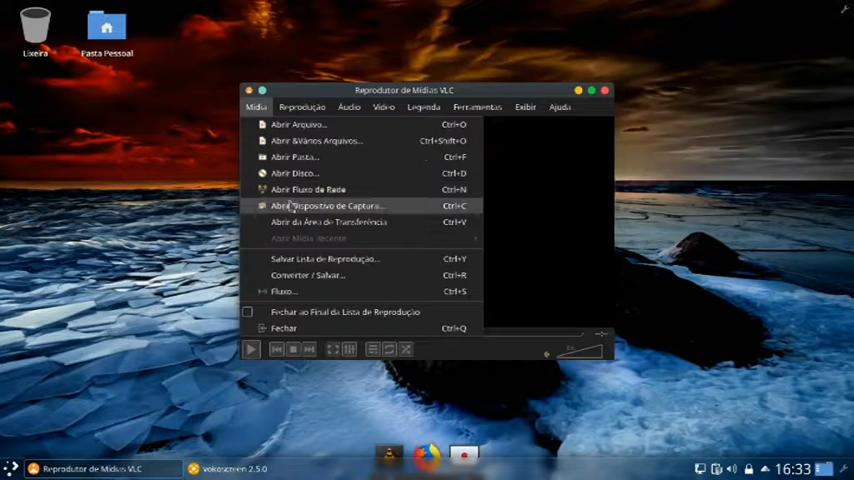 Lixeira
Pasta Pessoal
Reprodutor de Mídias VLC
Mídia Reprodução Áudio Vídeo Legenda Ferramentas Exibir Ajuda
Abrir Arquivo... Ctrl+O
Abrir &Vários Arquivos... Ctrl+Shift+O
Abrir Pasta... Ctrl+F
Abrir Disco... Ctrl+D
Abrir Fluxo de Rede Ctrl+N
Abrir Dispositivo de Captura... Ctrl+C
Abrir da Área de Transferência Ctrl+V
Abrir Mídia Recente
Salvar Lista de Reprodução... Ctrl+Y
Converter / Salvar... Ctrl+R
Fluxo... Ctrl+S
Fechar ao Final da Lista de Reprodução
Fechar Ctrl+Q
Reprodutor de Mídias VLC
vokoscreen 2.5.0
16:33